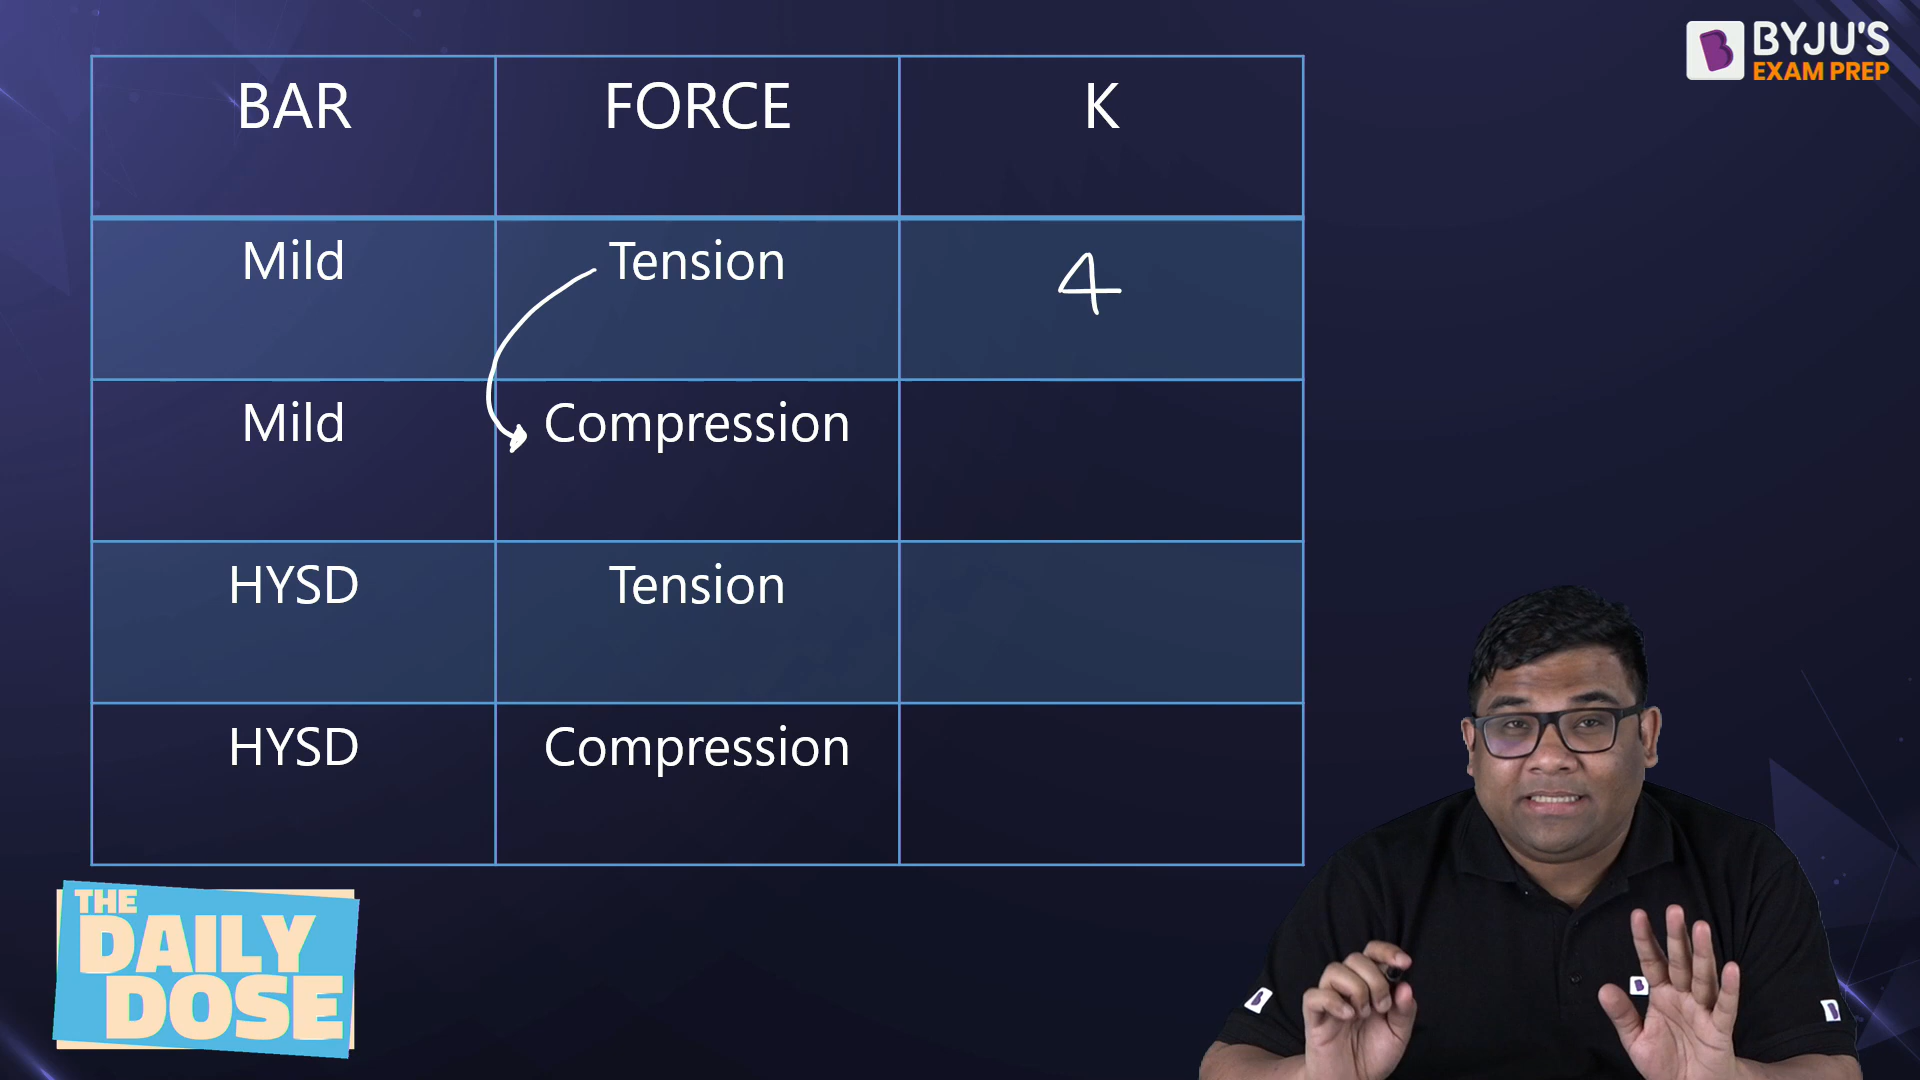 BYJU'S
EXAM PREP
BAR FORCE K
Mild Tension 4
Mild Compression
HYSD Tension
HYSD Compression
THE
DAILY
DOSE